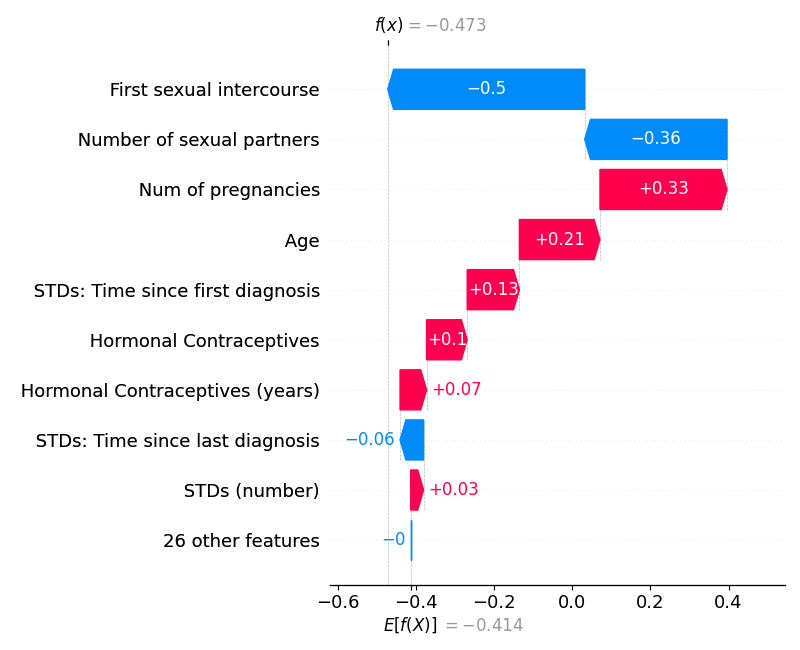 f(x) = −0.473
First sexual intercourse −0.5
Number of sexual partners −0.36
Num of pregnancies +0.33
Age +0.21
STDs: Time since first diagnosis +0.13
Hormonal Contraceptives +0.1
Hormonal Contraceptives (years) +0.07
STDs: Time since last diagnosis −0.06
STDs (number) +0.03
26 other features −0
−0.6 −0.4 −0.2 0.0 0.2 0.4
E[f(X)] = −0.414